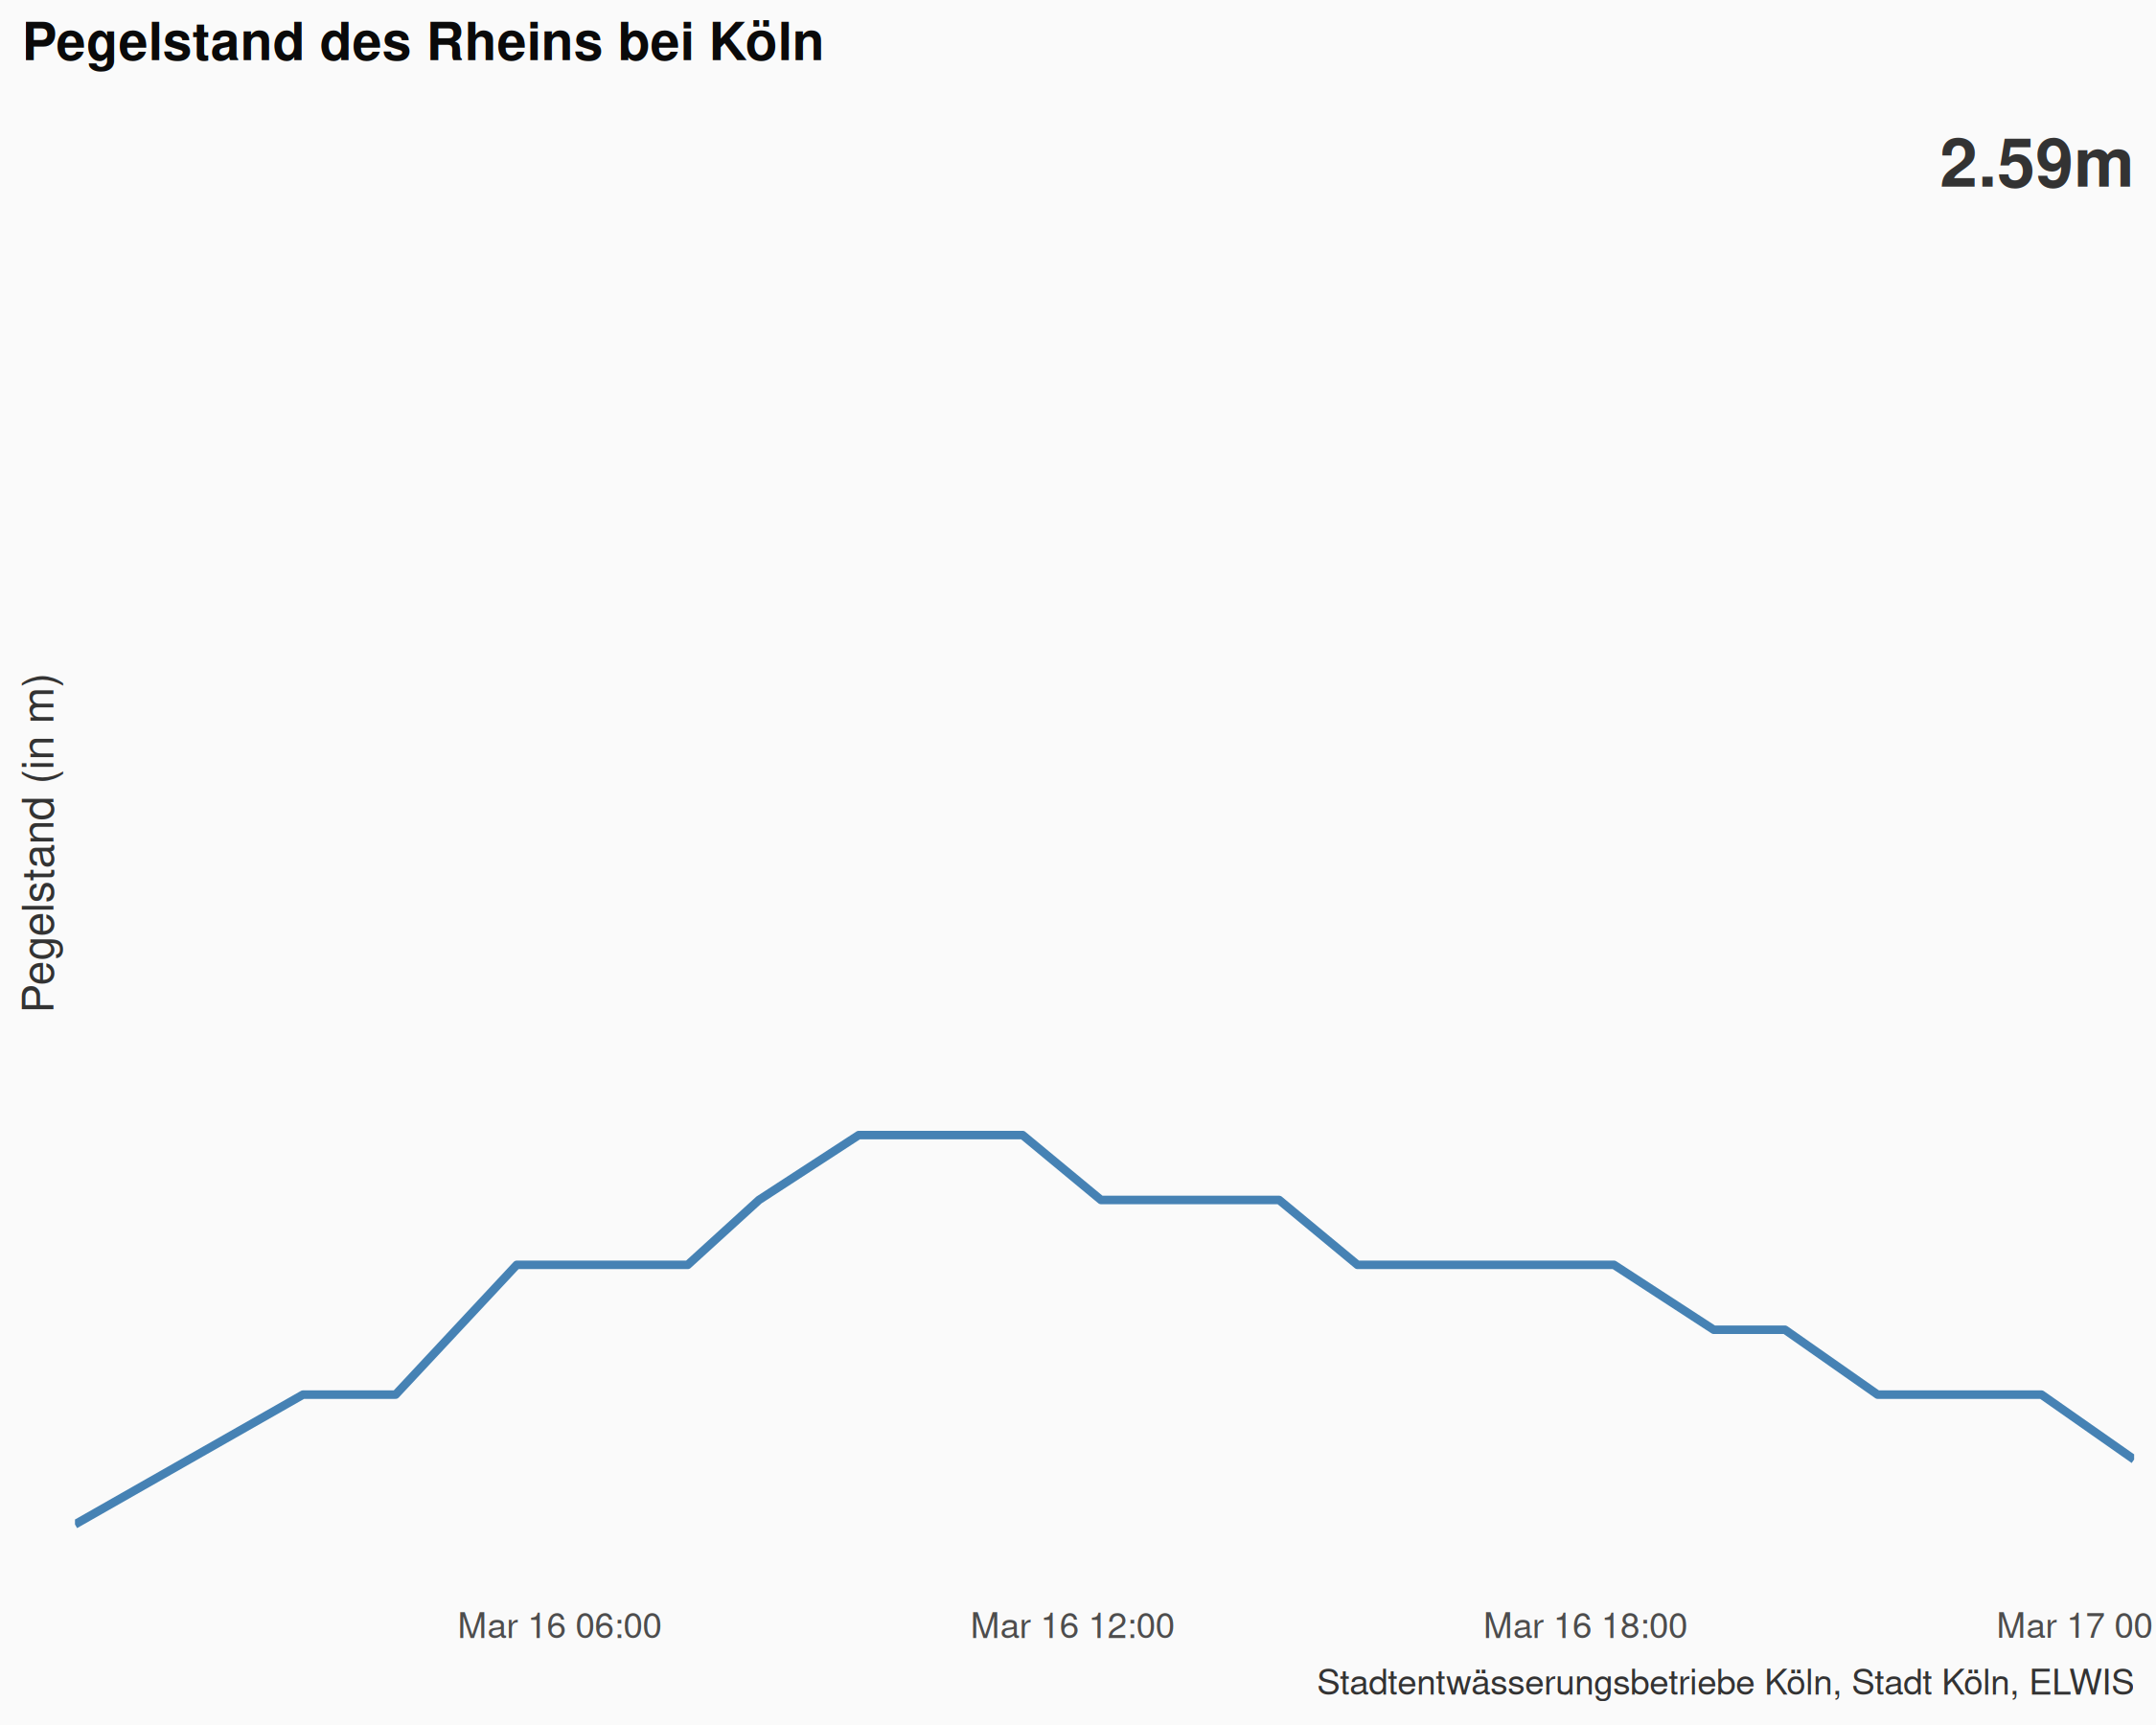 Pegelstand des Rheins bei Köln
2.59m
Pegelstand (in m)
Mar 16 06:00
Mar 16 12:00
Mar 16 18:00
Mar 17 00
Stadtentwässerungsbetriebe Köln, Stadt Köln, ELWIS